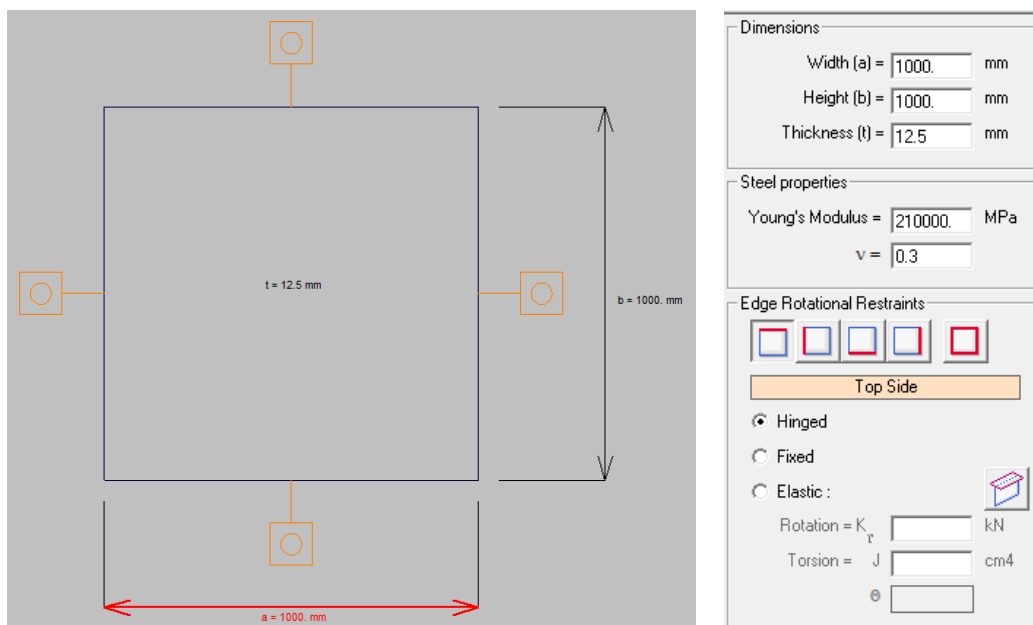 t = 12.5 mm
b = 1000. mm
a = 1000. mm
Dimensions
Width (a) = 1000. mm
Height (b) = 1000. mm
Thickness (t) = 12.5 mm
Steel properties
Young's Modulus = 210000. MPa
ν = 0.3
Edge Rotational Restraints
Top Side
Hinged
Fixed
Elastic :
Rotation = Kr kN
Torsion = J cm4
Θ